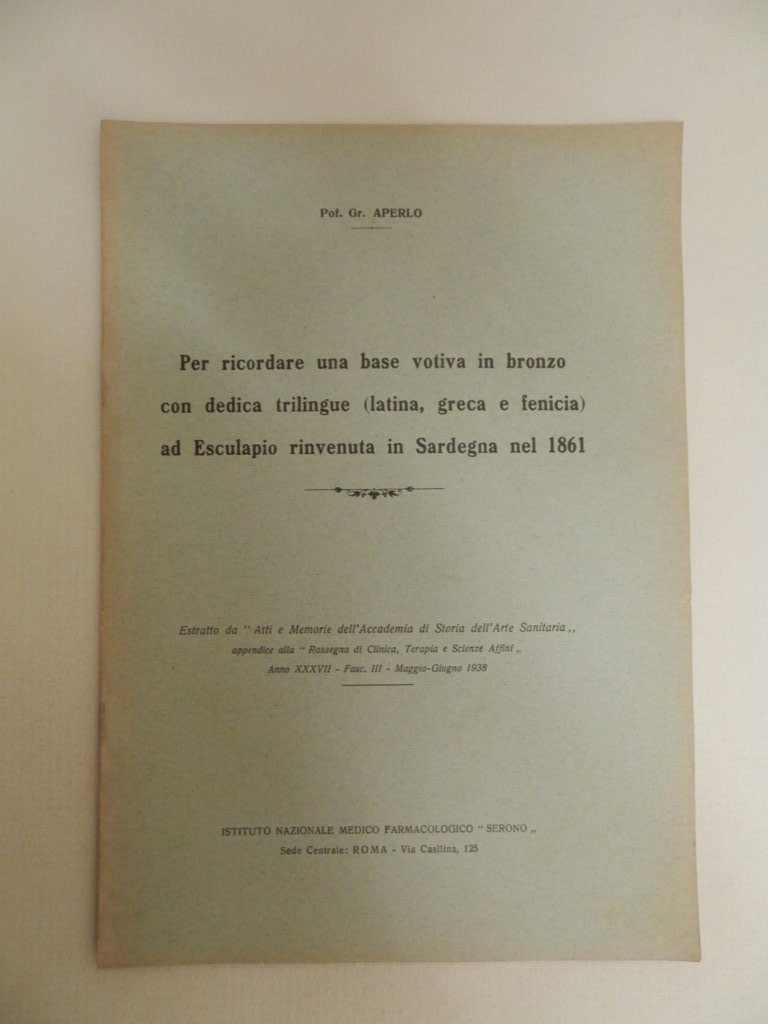 Pof. Gr. APERLO
Per ricordare una base votiva in bronzo
con dedica trilingue (latina, greca e fenicia)
ad Esculapio rinvenuta in Sardegna nel 1861
Estratto da " Atti e Memorie dell'Accademia di Storia dell'Arte Sanitaria „
appendice alla " Rassegna di Clinica, Terapia e Scienze Affini „
Anno XXXVII - Fasc. III - Maggio-Giugno 1938
ISTITUTO NAZIONALE MEDICO FARMACOLOGICO " SERONO „
Sede Centrale: ROMA - Via Casilina, 125